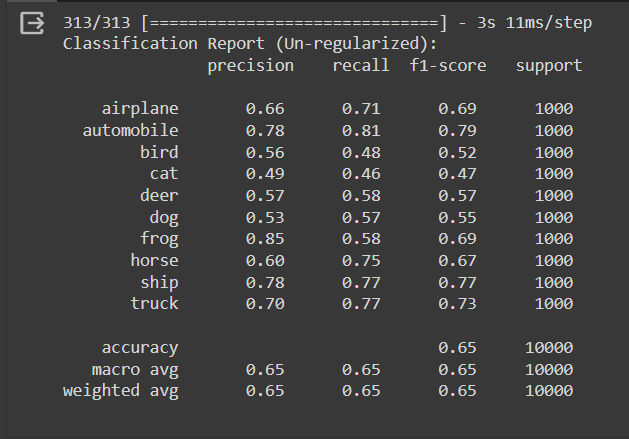 313/313 [==============================] - 3s 11ms/step
Classification Report (Un-regularized):
precision recall f1-score support
airplane 0.66 0.71 0.69 1000
automobile 0.78 0.81 0.79 1000
bird 0.56 0.48 0.52 1000
cat 0.49 0.46 0.47 1000
deer 0.57 0.58 0.57 1000
dog 0.53 0.57 0.55 1000
frog 0.85 0.58 0.69 1000
horse 0.60 0.75 0.67 1000
ship 0.78 0.77 0.77 1000
truck 0.70 0.77 0.73 1000
accuracy 0.65 10000
macro avg 0.65 0.65 0.65 10000
weighted avg 0.65 0.65 0.65 10000